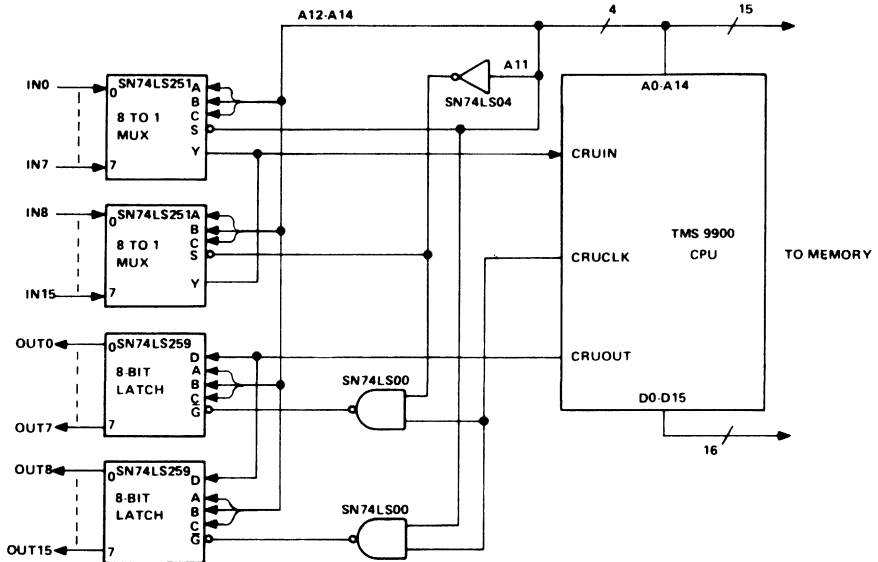 A12-A14
4
15
A11
SN74LS04
IN0
IN7
0
7
SN74LS251
8 TO 1
MUX
A
B
C
S
Y
IN8
IN15
0
7
SN74LS251
8 TO 1
MUX
A
B
C
S
Y
OUT0
OUT7
0
7
SN74LS259
8-BIT
LATCH
D
A
B
C
G̅
OUT8
OUT15
0
7
SN74LS259
8-BIT
LATCH
D
A
B
C
G̅
SN74LS00
SN74LS00
A0-A14
CRUIN
TMS 9900
CPU
CRUCLK
CRUOUT
D0-D15
TO MEMORY
16